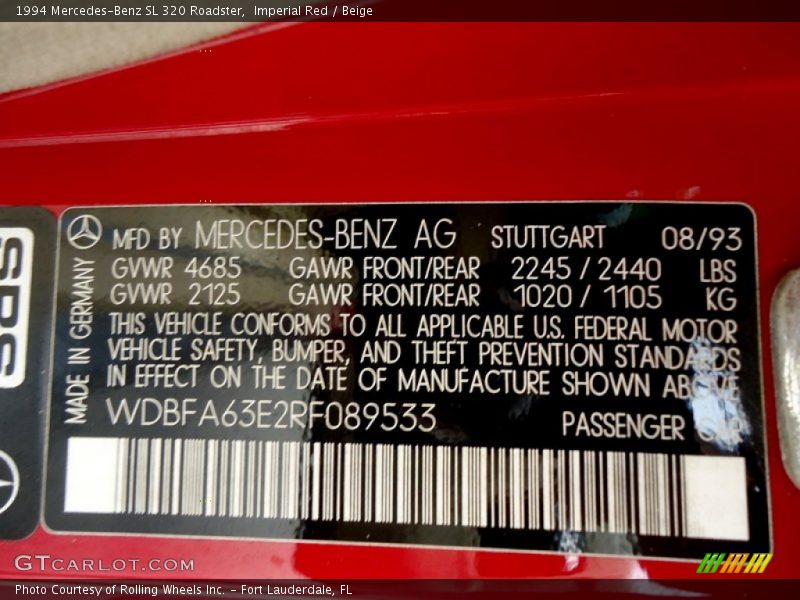 1994 Mercedes-Benz SL 320 Roadster, Imperial Red / Beige
SRS
MFD BY MERCEDES-BENZ AG STUTTGART 08/93
GVWR 4685 GAWR FRONT/REAR 2245 / 2440 LBS
GVWR 2125 GAWR FRONT/REAR 1020 / 1105 KG
THIS VEHICLE CONFORMS TO ALL APPLICABLE U.S. FEDERAL MOTOR
VEHICLE SAFETY, BUMPER, AND THEFT PREVENTION STANDARDS
IN EFFECT ON THE DATE OF MANUFACTURE SHOWN ABOVE
WDBFA63E2RF089533 PASSENGER CAR
MADE IN GERMANY
GTCARLOT.COM
Photo Courtesy of Rolling Wheels Inc. - Fort Lauderdale, FL